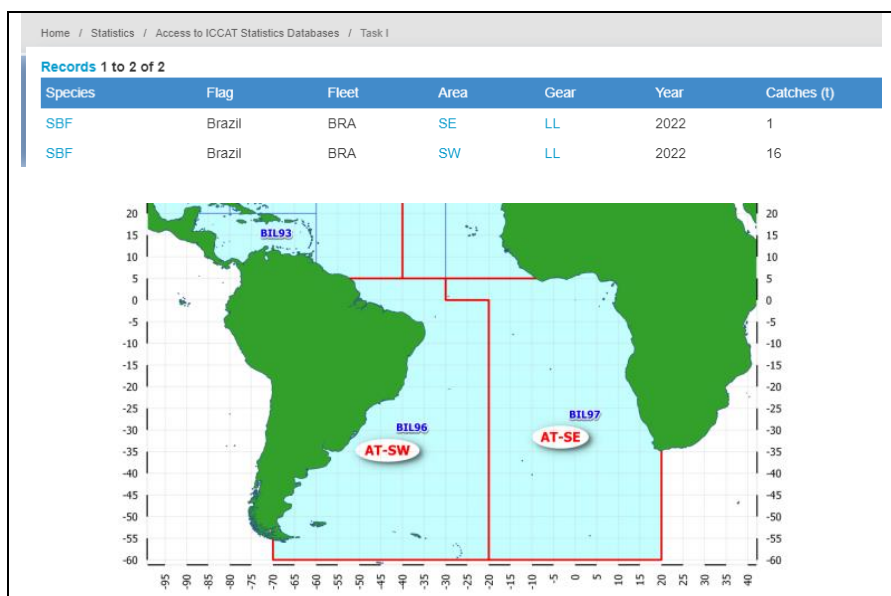 Home / Statistics / Access to ICCAT Statistics Databases / Task I
Records 1 to 2 of 2
Species Flag Fleet Area Gear Year Catches (t)
SBF Brazil BRA SE LL 2022 1
SBF Brazil BRA SW LL 2022 16
20 20
15 BIL93 15
10 10
5 5
0 0
-5 -5
-10 -10
-15 -15
-20 -20
-25 -25
BIL97
-30 BIL96 -30
AT-SE
-35 AT-SW -35
-40 -40
-45 -45
-50 -50
-55 -55
-60 -60
-95 -90 -85 -80 -75 -70 -65 -60 -55 -50 -45 -40 -35 -30 -25 -20 -15 -10 -5 0 5 10 15 20 25 30 35 40